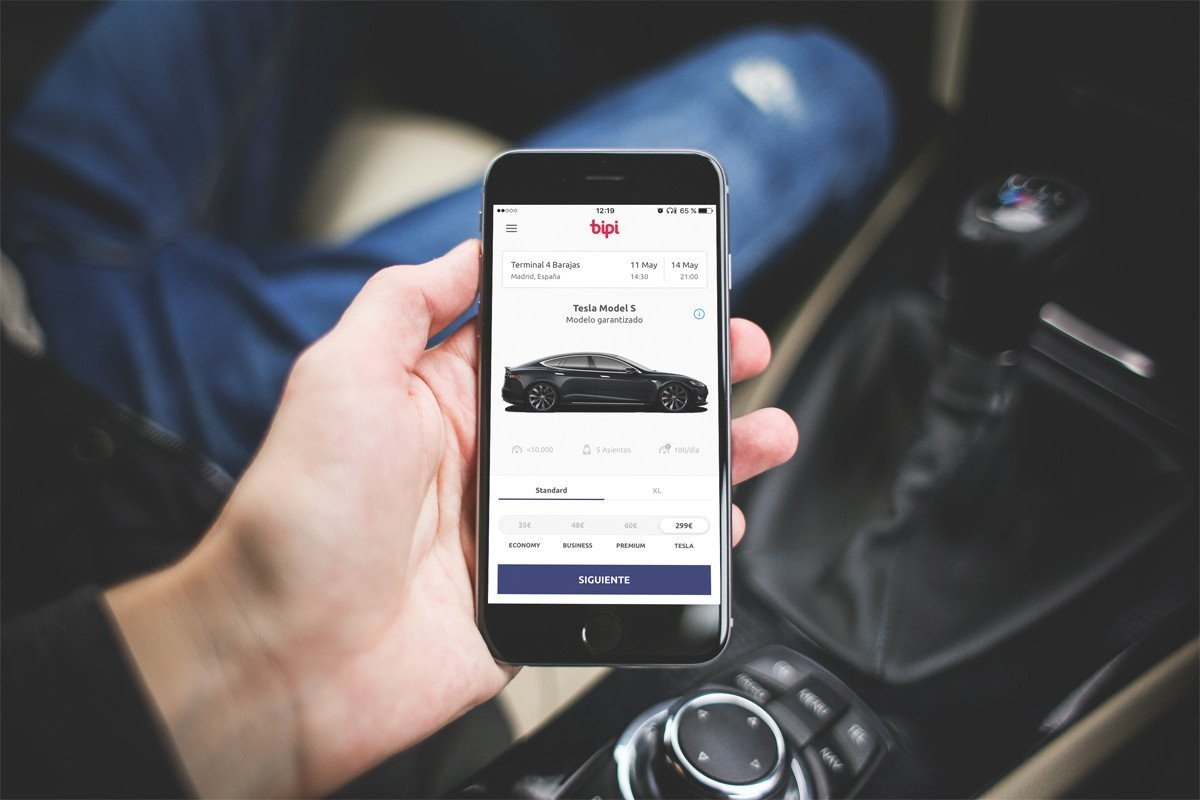 12:19
65 %
bipi
Terminal 4 Barajas 11 May 14 May
Madrid, España 14:30 21:00
Tesla Model S
Modelo garantizado
<10.000 5 Asientos 100/día
Standard XL
35€ 48€ 60€ 299€
ECONOMY BUSINESS PREMIUM TESLA
SIGUIENTE
MENU
NAV